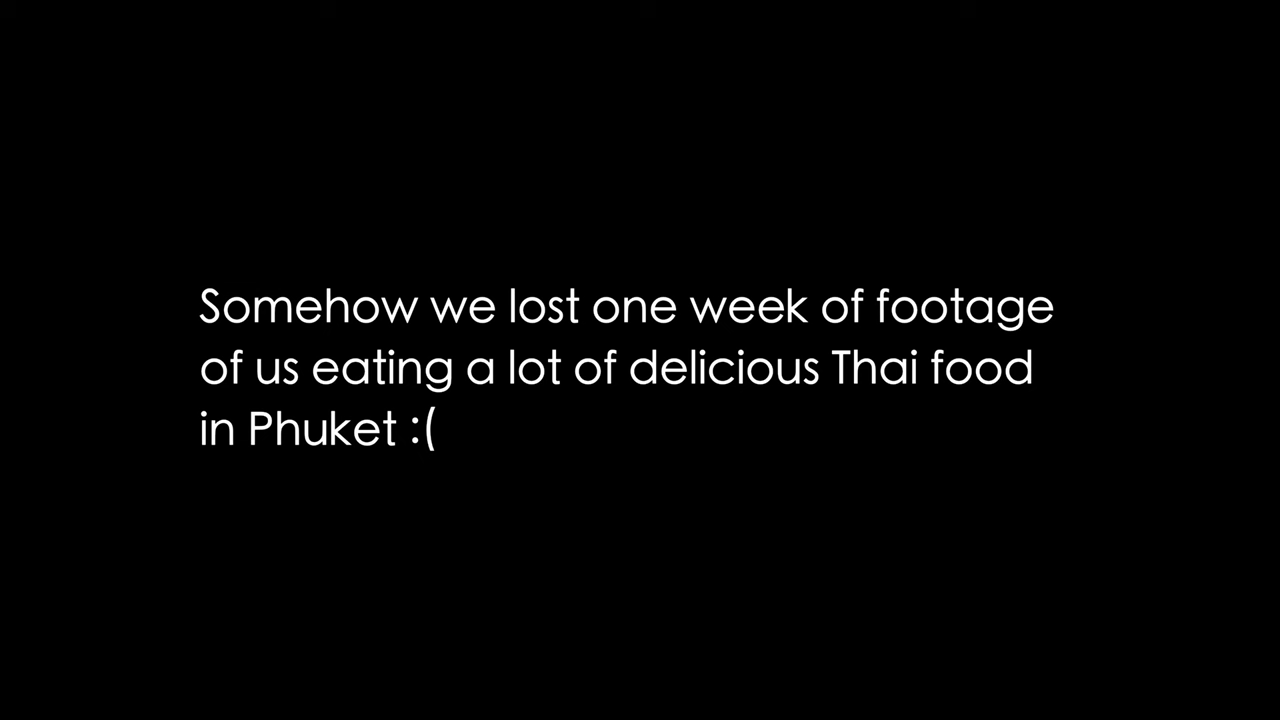 Somehow we lost one week of footage
of us eating a lot of delicious Thai food
in Phuket :(